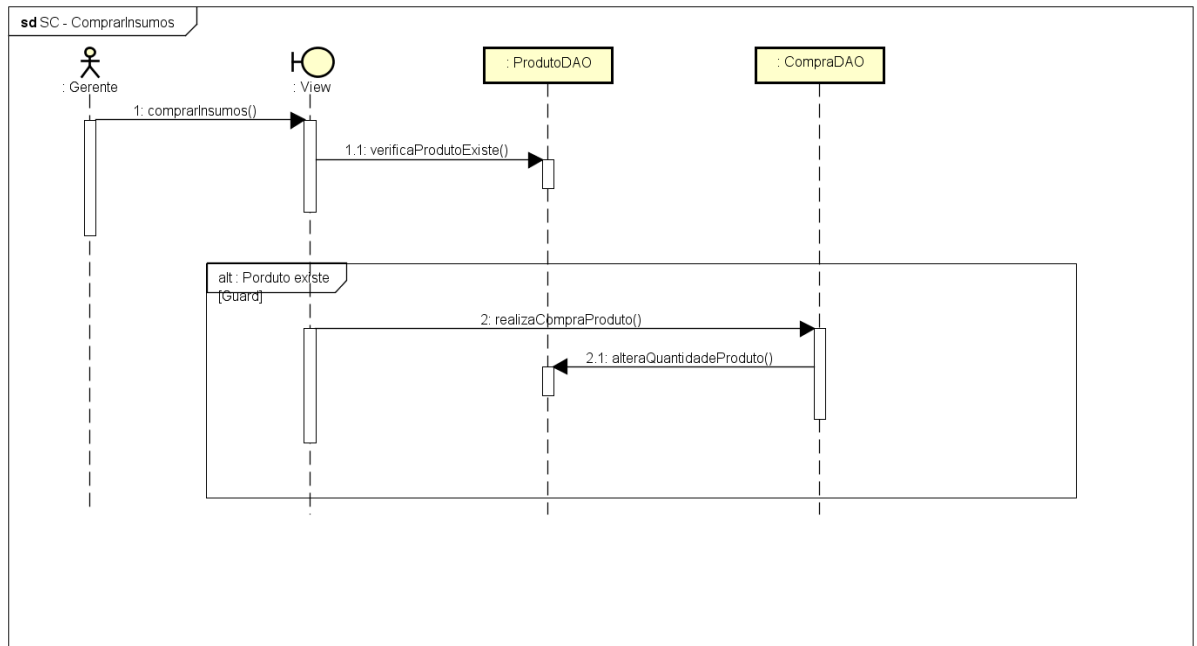 sd SC - ComprarInsumos
: Gerente
: View
: ProdutoDAO
: CompraDAO
1: comprarInsumos()
1.1: verificaProdutoExiste()
alt : Porduto existe
[Guard]
2: realizaCompraProduto()
2.1: alteraQuantidadeProduto()